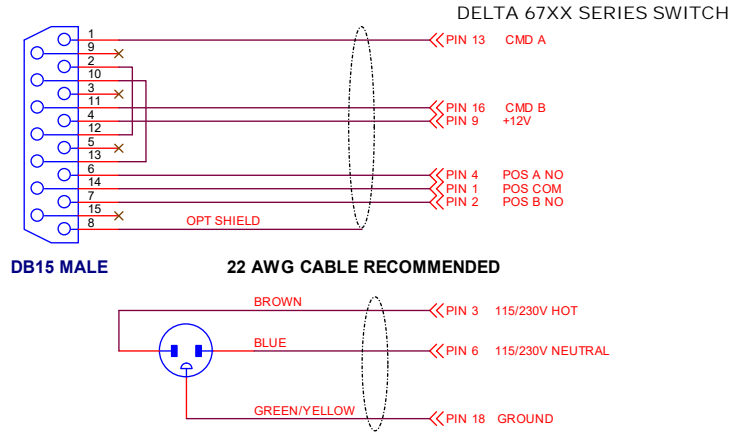 DELTA 67XX SERIES SWITCH
1
PIN 13 CMD A
9
2
10
3
11
PIN 16 CMD B
4
PIN 9 +12V
12
5
13
6
PIN 4 POS A NO
14
PIN 1 POS COM
7
PIN 2 POS B NO
15
OPT SHIELD
8
DB15 MALE
22 AWG CABLE RECOMMENDED
BROWN
PIN 3 115/230V HOT
BLUE
PIN 6 115/230V NEUTRAL
GREEN/YELLOW
PIN 18 GROUND